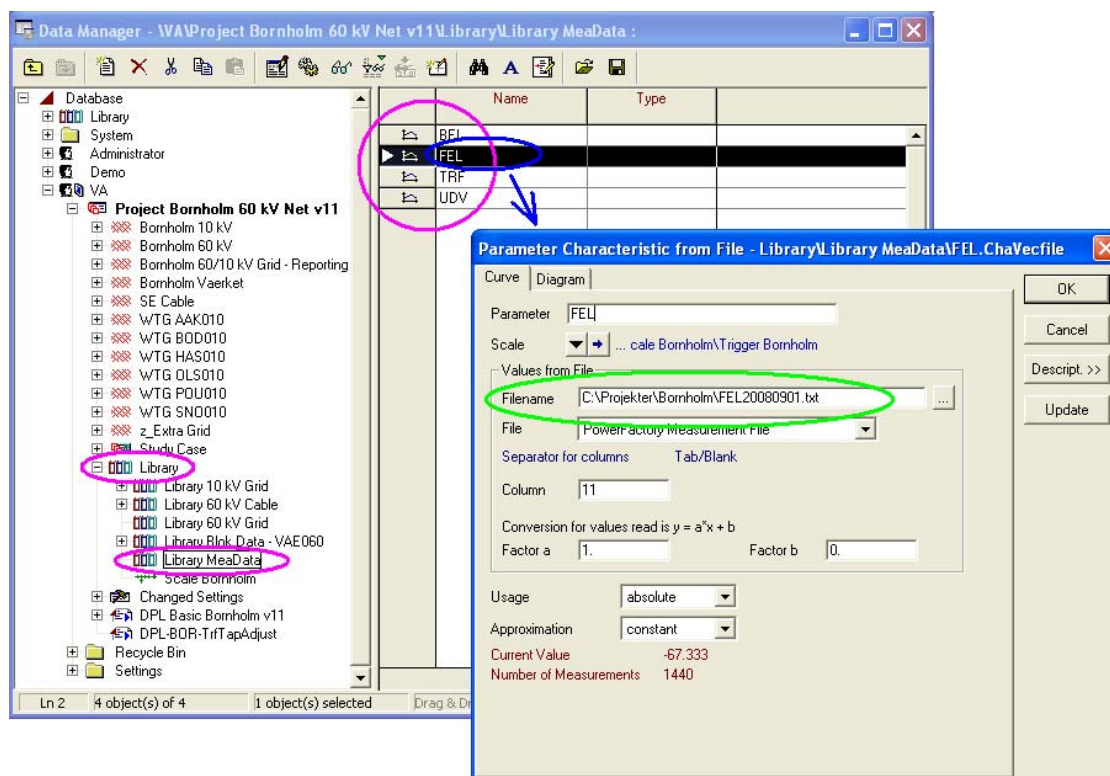 Data Manager - \VA\Project Bornholm 60 kV Net v11\Library\Library MeaData :
Database
Library
System
Administrator
Demo
VA
Project Bornholm 60 kV Net v11
Bornholm 10 kV
Bornholm 60 kV
Bornholm 60/10 kV Grid - Reporting
Bornholm Vaerket
SE Cable
WTG AAK010
WTG BOD010
WTG HAS010
WTG OLS010
WTG POU010
WTG SNO010
z_Extra Grid
Study Case
Library
Library 10 kV Grid
Library 60 kV Cable
Library 60 kV Grid
Library Blok Data - VAE060
Library MeaData
Scale Bornholm
Changed Settings
DPL Basic Bornholm v11
DPL-BOR-TrfTapAdjust
Recycle Bin
Settings
Name Type
BEL
FEL
TRF
UDV
Ln 2 4 object(s) of 4 1 object(s) selected Drag & Dr
Parameter Characteristic from File - Library\Library MeaData\FEL.ChaVecfile
Curve Diagram
Parameter FEL
Scale ... cale Bornholm\Trigger Bornholm
Values from File
Filename C:\Projekter\Bornholm\FEL20080901.txt ...
File PowerFactory Measurement File
Separator for columns Tab/Blank
Column 11
Conversion for values read is y = a*x + b
Factor a 1. Factor b 0.
Usage absolute
Approximation constant
Current Value -67.333
Number of Measurements 1440
OK
Cancel
Descript. >>
Update